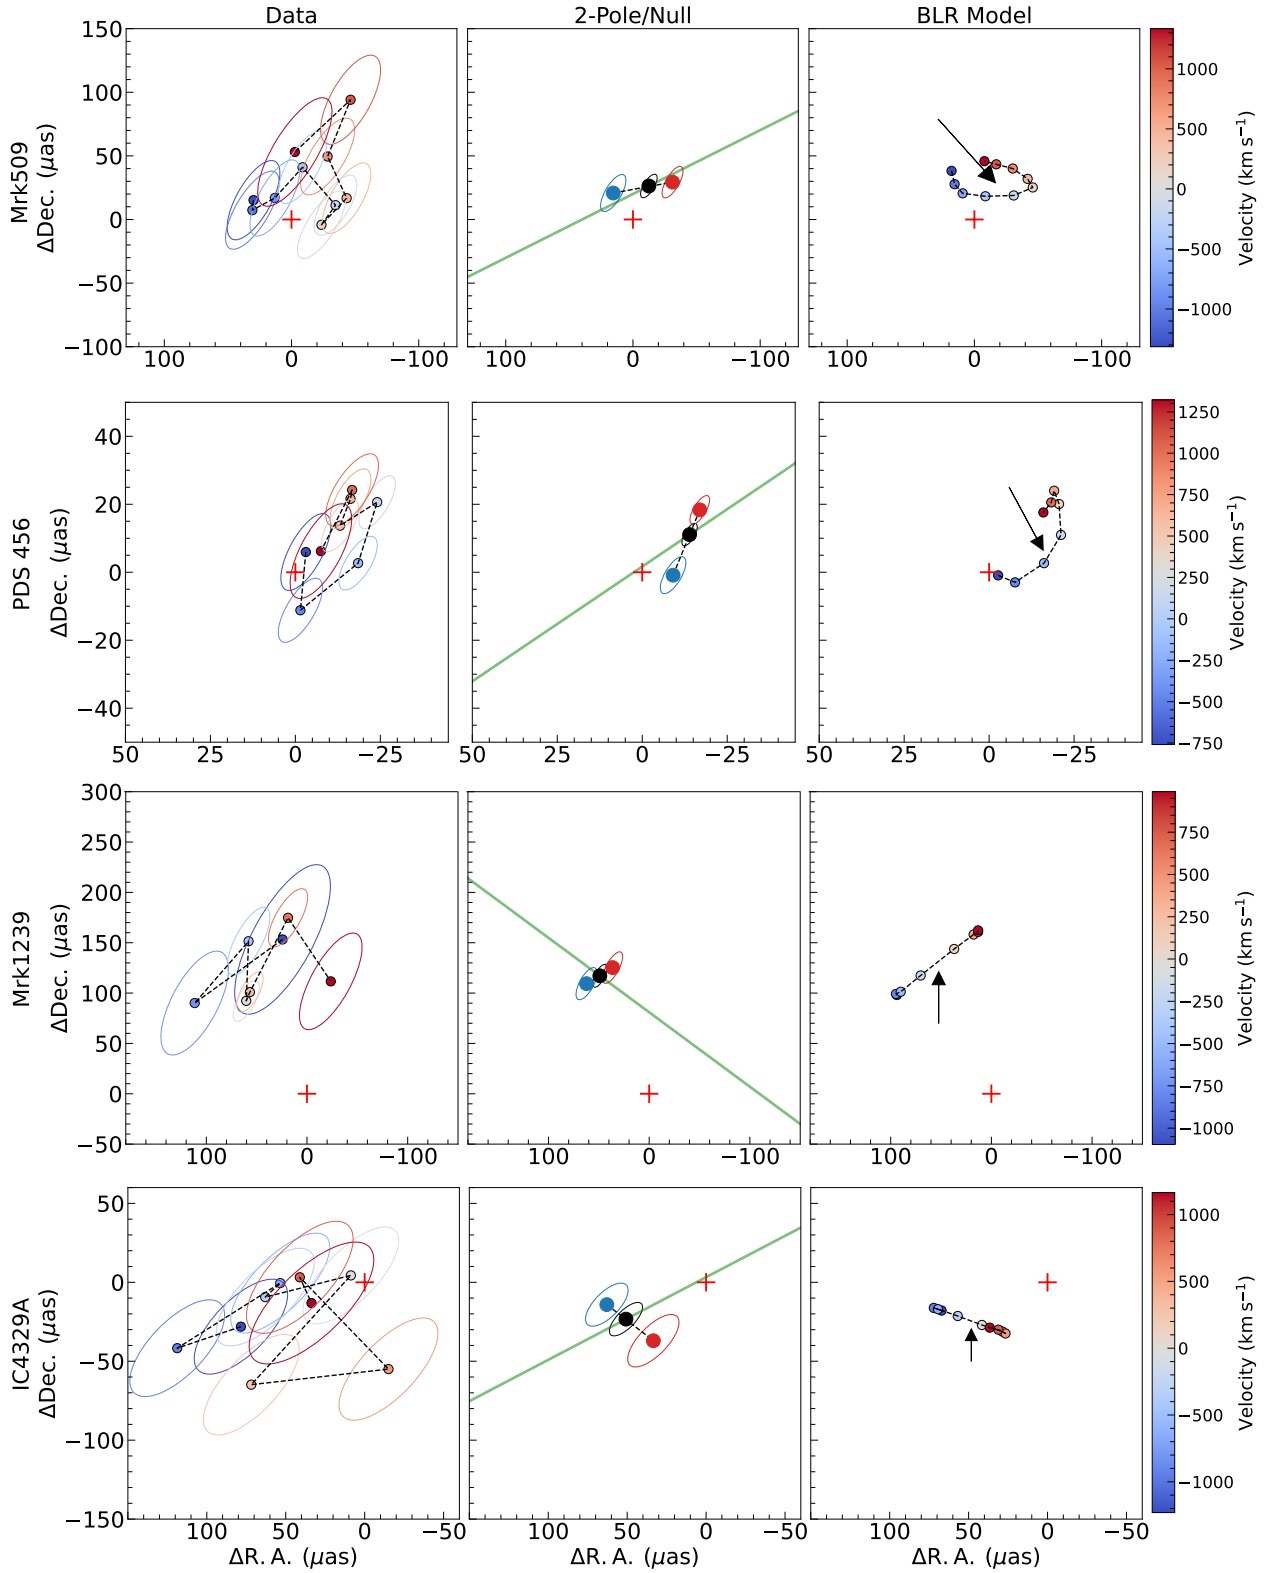 Data 2-Pole/Null BLR Model
Mrk509
ΔDec. (μas)
150
100
50
0
−50
−100
100 0 −100
100 0 −100
100 0 −100
1000
500
0
−500
−1000
Velocity (km s⁻¹)
PDS 456
ΔDec. (μas)
40
20
0
−20
−40
50 25 0 −25
50 25 0 −25
50 25 0 −25
1250
1000
750
500
250
0
−250
−500
−750
Velocity (km s⁻¹)
Mrk1239
ΔDec. (μas)
300
250
200
150
100
50
0
−50
100 0 −100
100 0 −100
100 0 −100
750
500
250
0
−250
−500
−750
−1000
Velocity (km s⁻¹)
IC4329A
ΔDec. (μas)
50
0
−50
−100
−150
100 50 0 −50
100 50 0 −50
100 50 0 −50
1000
500
0
−500
−1000
Velocity (km s⁻¹)
ΔR. A. (μas) ΔR. A. (μas) ΔR. A. (μas)